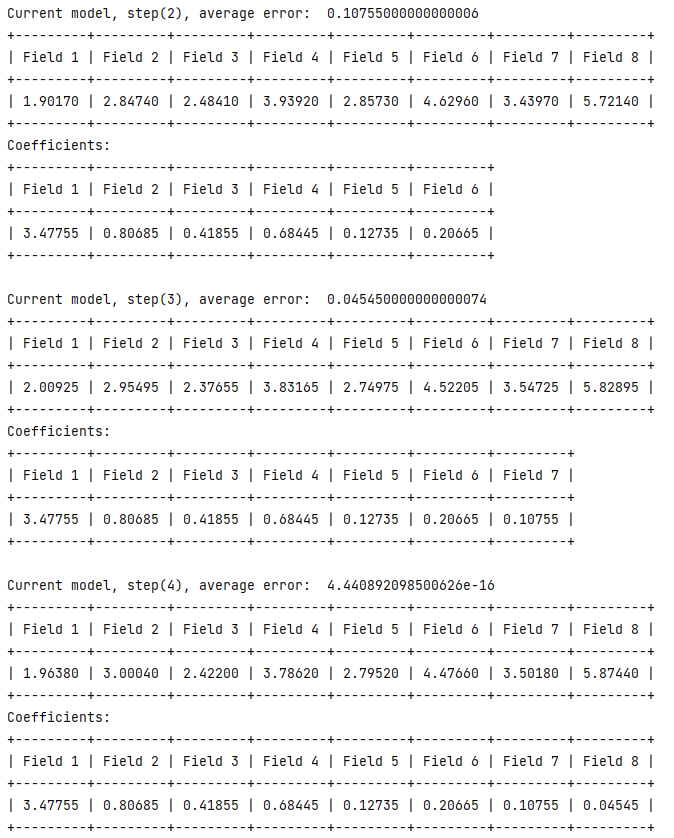 Current model, step(2), average error:  0.10755000000000006
+---------+---------+---------+---------+---------+---------+---------+---------+
| Field 1 | Field 2 | Field 3 | Field 4 | Field 5 | Field 6 | Field 7 | Field 8 |
+---------+---------+---------+---------+---------+---------+---------+---------+
| 1.90170 | 2.84740 | 2.48410 | 3.93920 | 2.85730 | 4.62960 | 3.43970 | 5.72140 |
+---------+---------+---------+---------+---------+---------+---------+---------+
Coefficients:
+---------+---------+---------+---------+---------+---------+
| Field 1 | Field 2 | Field 3 | Field 4 | Field 5 | Field 6 |
+---------+---------+---------+---------+---------+---------+
| 3.47755 | 0.80685 | 0.41855 | 0.68445 | 0.12735 | 0.20665 |
+---------+---------+---------+---------+---------+---------+

Current model, step(3), average error:  0.045450000000000074
+---------+---------+---------+---------+---------+---------+---------+---------+
| Field 1 | Field 2 | Field 3 | Field 4 | Field 5 | Field 6 | Field 7 | Field 8 |
+---------+---------+---------+---------+---------+---------+---------+---------+
| 2.00925 | 2.95495 | 2.37655 | 3.83165 | 2.74975 | 4.52205 | 3.54725 | 5.82895 |
+---------+---------+---------+---------+---------+---------+---------+---------+
Coefficients:
+---------+---------+---------+---------+---------+---------+---------+
| Field 1 | Field 2 | Field 3 | Field 4 | Field 5 | Field 6 | Field 7 |
+---------+---------+---------+---------+---------+---------+---------+
| 3.47755 | 0.80685 | 0.41855 | 0.68445 | 0.12735 | 0.20665 | 0.10755 |
+---------+---------+---------+---------+---------+---------+---------+

Current model, step(4), average error:  4.440892098500626e-16
+---------+---------+---------+---------+---------+---------+---------+---------+
| Field 1 | Field 2 | Field 3 | Field 4 | Field 5 | Field 6 | Field 7 | Field 8 |
+---------+---------+---------+---------+---------+---------+---------+---------+
| 1.96380 | 3.00040 | 2.42200 | 3.78620 | 2.79520 | 4.47660 | 3.50180 | 5.87440 |
+---------+---------+---------+---------+---------+---------+---------+---------+
Coefficients:
+---------+---------+---------+---------+---------+---------+---------+---------+
| Field 1 | Field 2 | Field 3 | Field 4 | Field 5 | Field 6 | Field 7 | Field 8 |
+---------+---------+---------+---------+---------+---------+---------+---------+
| 3.47755 | 0.80685 | 0.41855 | 0.68445 | 0.12735 | 0.20665 | 0.10755 | 0.04545 |
+---------+---------+---------+---------+---------+---------+---------+---------+